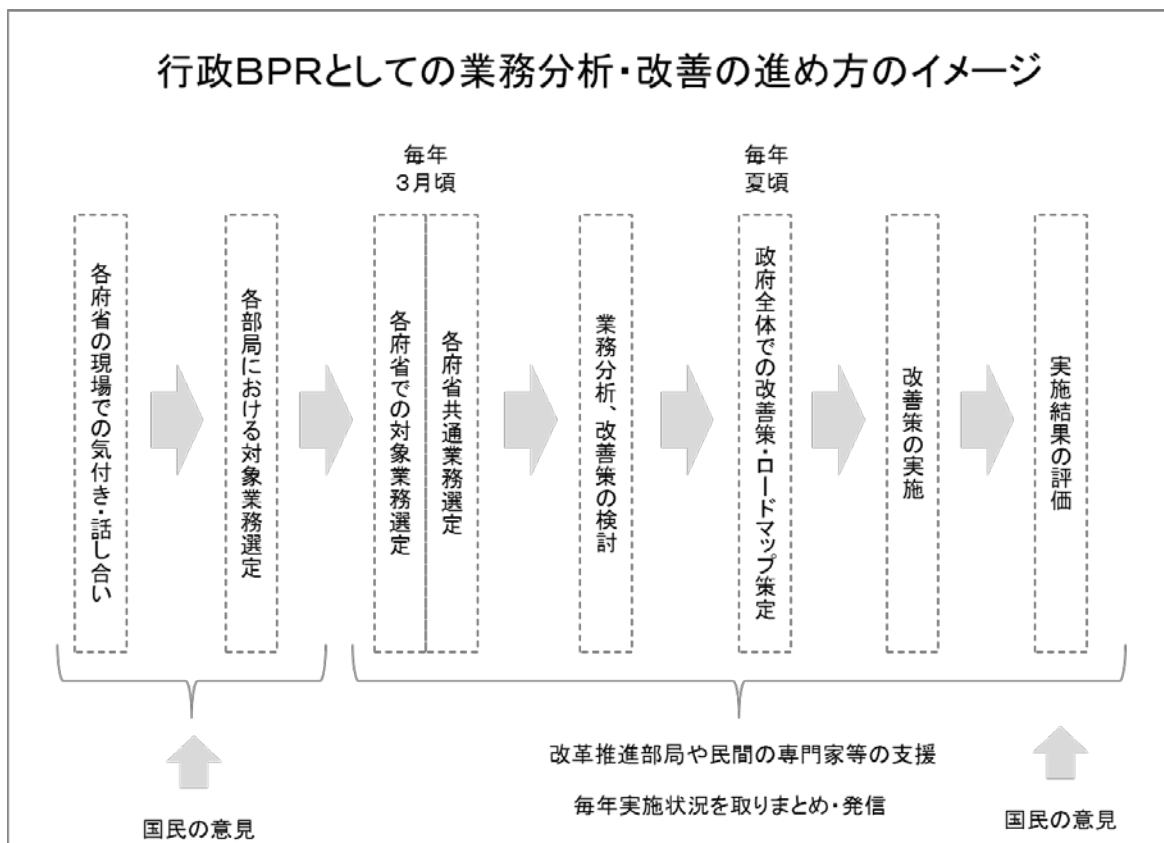 行政BPRとしての業務分析・改善の進め方のイメージ
毎年
３月頃
毎年
夏頃
各府省の現場での気付き・話し合い
各部局における対象業務選定
各府省での対象業務選定
各府省共通業務選定
業務分析、改善策の検討
政府全体での改善策・ロードマップ策定
改善策の実施
実施結果の評価
改革推進部局や民間の専門家等の支援
毎年実施状況を取りまとめ・発信
国民の意見
国民の意見